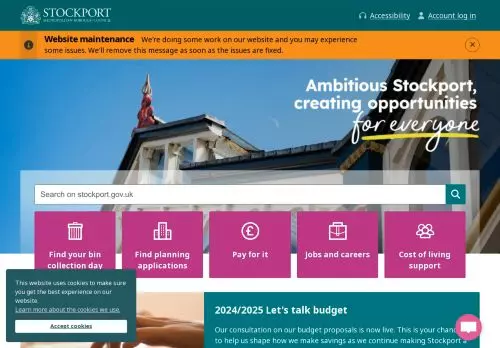 STOCKPORT
METROPOLITAN BOROUGH COUNCIL
Accessibility
Account log in
Website maintenance We're doing some work on our website and you may experience
some issues. We'll remove this message as soon as the issues are fixed.
Ambitious Stockport,
creating opportunities
for everyone
Search on stockport.gov.uk
Find your bin
collection day
Find planning
applications
Pay for it
Jobs and careers
Cost of living
support
This website uses cookies to make sure
you get the best experience on our
website.
Learn more about the cookies we use.
Accept cookies
2024/2025 Let's talk budget
Our consultation on our budget proposals is now live. This is your chance
to help us shape how we make savings as we continue making Stockport a